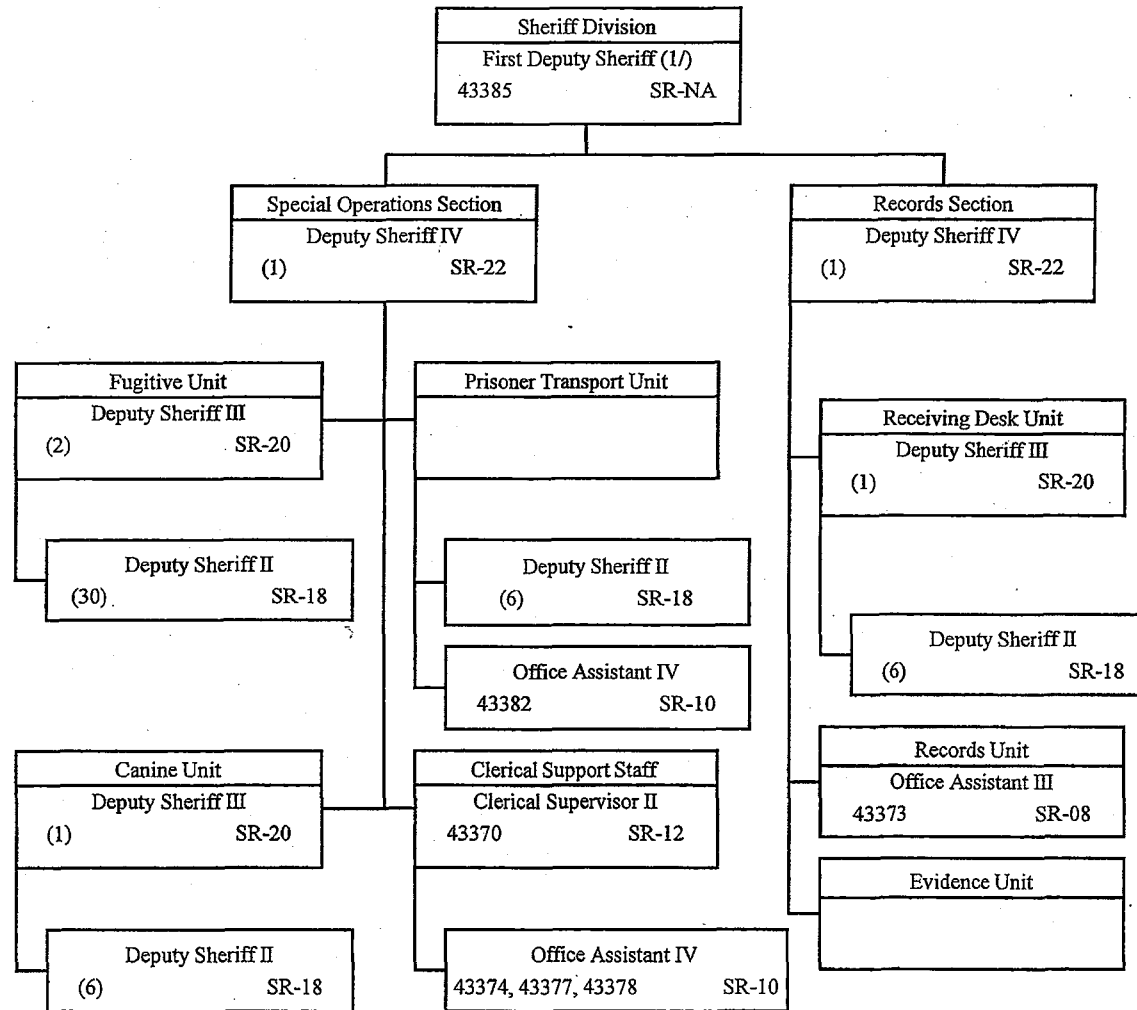 Sheriff Division
First Deputy Sheriff (1/)
43385 SR-NA
Special Operations Section
Deputy Sheriff IV
(1) SR-22
Records Section
Deputy Sheriff IV
(1) SR-22
Fugitive Unit
Deputy Sheriff III
(2) SR-20
Deputy Sheriff II
(30) SR-18
Prisoner Transport Unit
Deputy Sheriff II
(6) SR-18
Office Assistant IV
43382 SR-10
Canine Unit
Deputy Sheriff III
(1) SR-20
Deputy Sheriff II
(6) SR-18
Clerical Support Staff
Clerical Supervisor II
43370 SR-12
Office Assistant IV
43374, 43377, 43378 SR-10
Receiving Desk Unit
Deputy Sheriff III
(1) SR-20
Deputy Sheriff II
(6) SR-18
Records Unit
Office Assistant III
43373 SR-08
Evidence Unit